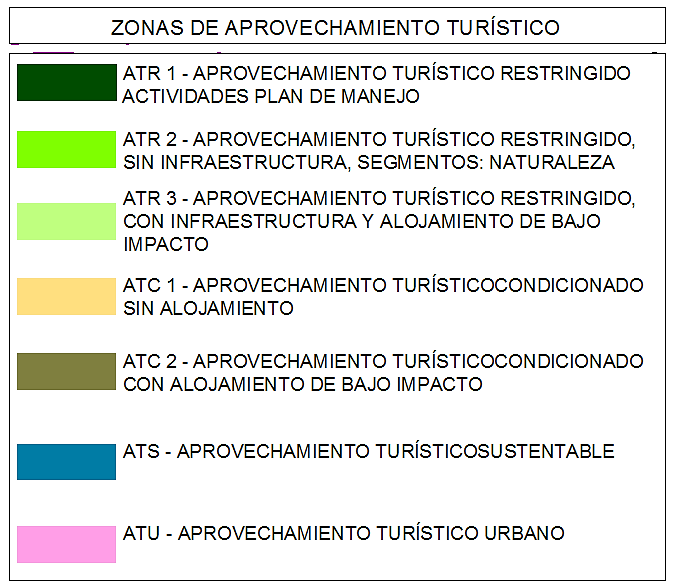 ZONAS DE APROVECHAMIENTO TURÍSTICO
ATR 1 - APROVECHAMIENTO TURÍSTICO RESTRINGIDO
ACTIVIDADES PLAN DE MANEJO
ATR 2 - APROVECHAMIENTO TURÍSTICO RESTRINGIDO,
SIN INFRAESTRUCTURA, SEGMENTOS: NATURALEZA
ATR 3 - APROVECHAMIENTO TURÍSTICO RESTRINGIDO,
CON INFRAESTRUCTURA Y ALOJAMIENTO DE BAJO
IMPACTO
ATC 1 - APROVECHAMIENTO TURÍSTICOCONDICIONADO
SIN ALOJAMIENTO
ATC 2 - APROVECHAMIENTO TURÍSTICOCONDICIONADO
CON ALOJAMIENTO DE BAJO IMPACTO
ATS - APROVECHAMIENTO TURÍSTICOSUSTENTABLE
ATU - APROVECHAMIENTO TURÍSTICO URBANO